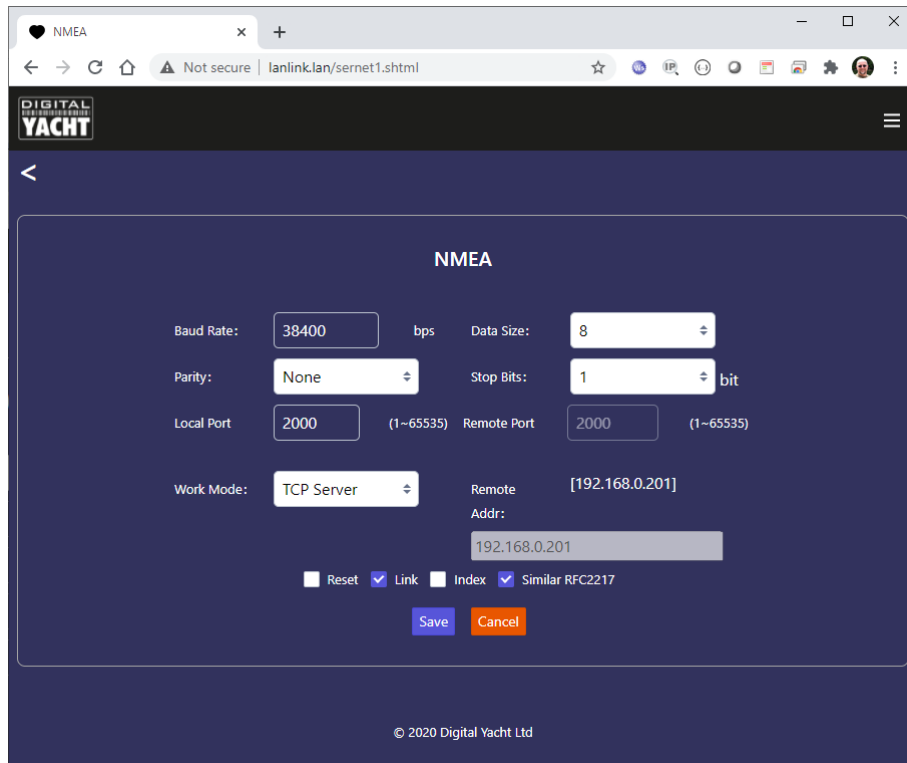 NMEA
Not secure | lanlink.lan/sernet1.shtml
DIGITAL
YACHT
<
NMEA
Baud Rate: 38400 bps Data Size: 8
Parity: None Stop Bits: 1 bit
Local Port 2000 (1~65535) Remote Port 2000 (1~65535)
Work Mode: TCP Server Remote Addr: [192.168.0.201]
192.168.0.201
Reset Link Index Similar RFC2217
Save Cancel
© 2020 Digital Yacht Ltd